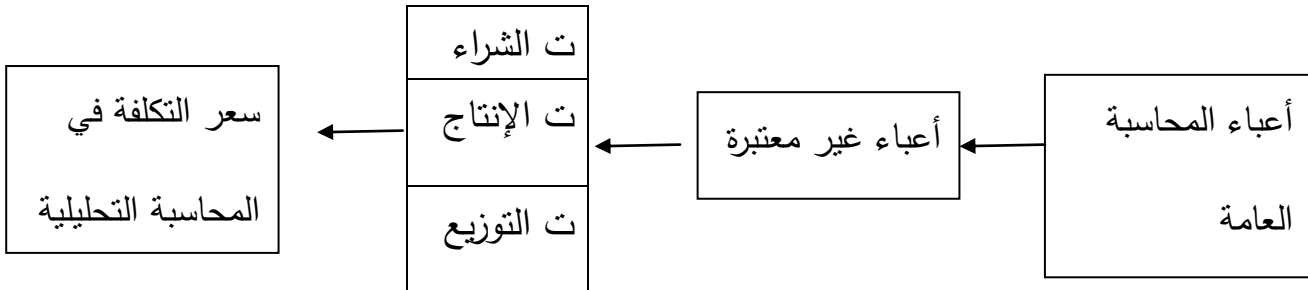 أعباء المحاسبة
العامة
أعباء غير معتبرة
ت الشراء
ت الإنتاج
ت التوزيع
سعر التكلفة في
المحاسبة التحليلية